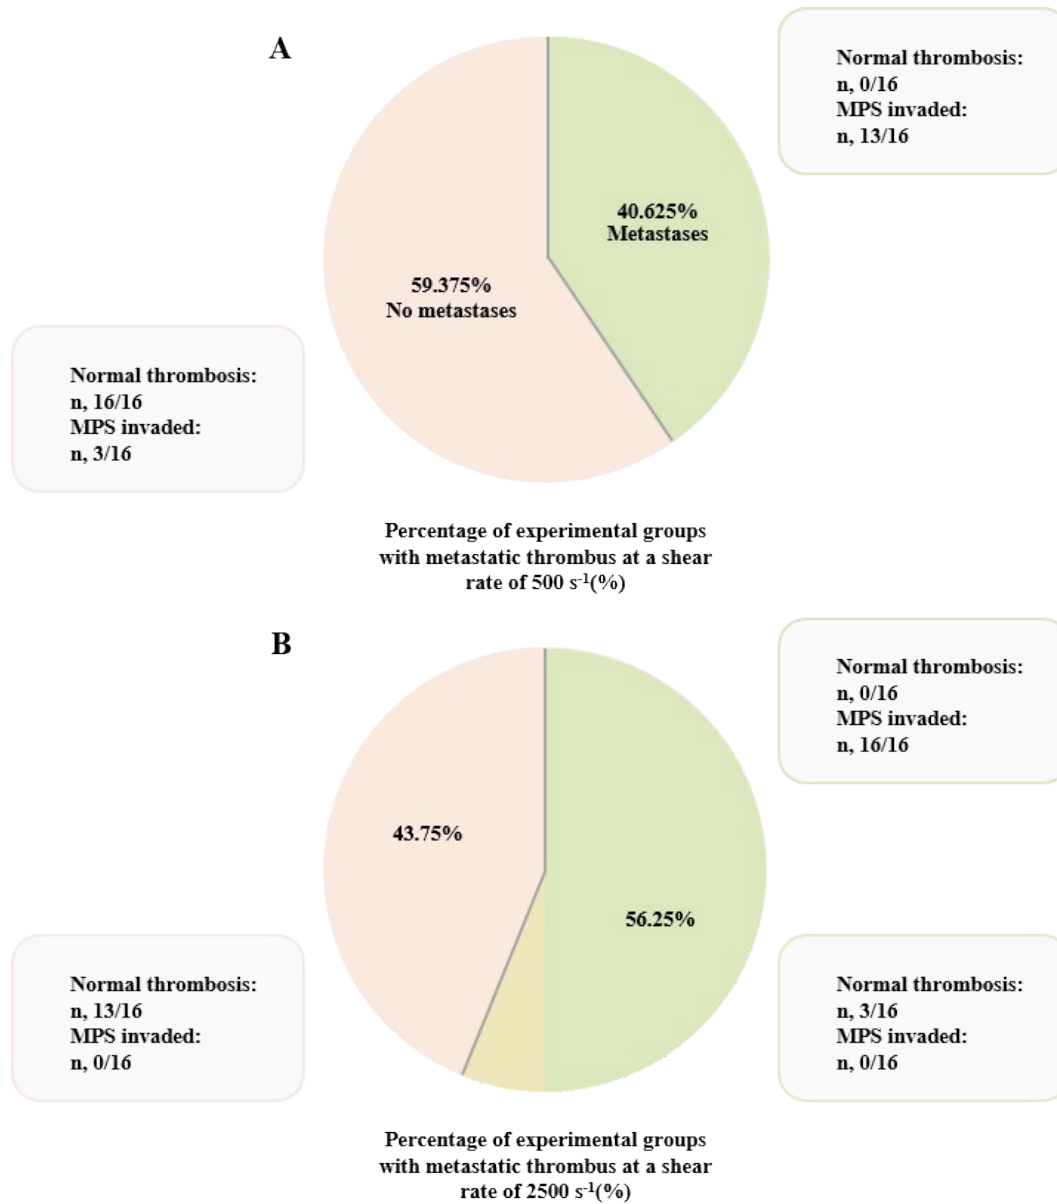 A
Normal thrombosis:
n, 0/16
MPS invaded:
n, 13/16
40.625%
Metastases
59.375%
No metastases
Normal thrombosis:
n, 16/16
MPS invaded:
n, 3/16
Percentage of experimental groups
with metastatic thrombus at a shear
rate of 500 s⁻¹(%)
B
Normal thrombosis:
n, 0/16
MPS invaded:
n, 16/16
43.75%
56.25%
Normal thrombosis:
n, 13/16
MPS invaded:
n, 0/16
Normal thrombosis:
n, 3/16
MPS invaded:
n, 0/16
Percentage of experimental groups
with metastatic thrombus at a shear
rate of 2500 s⁻¹(%)